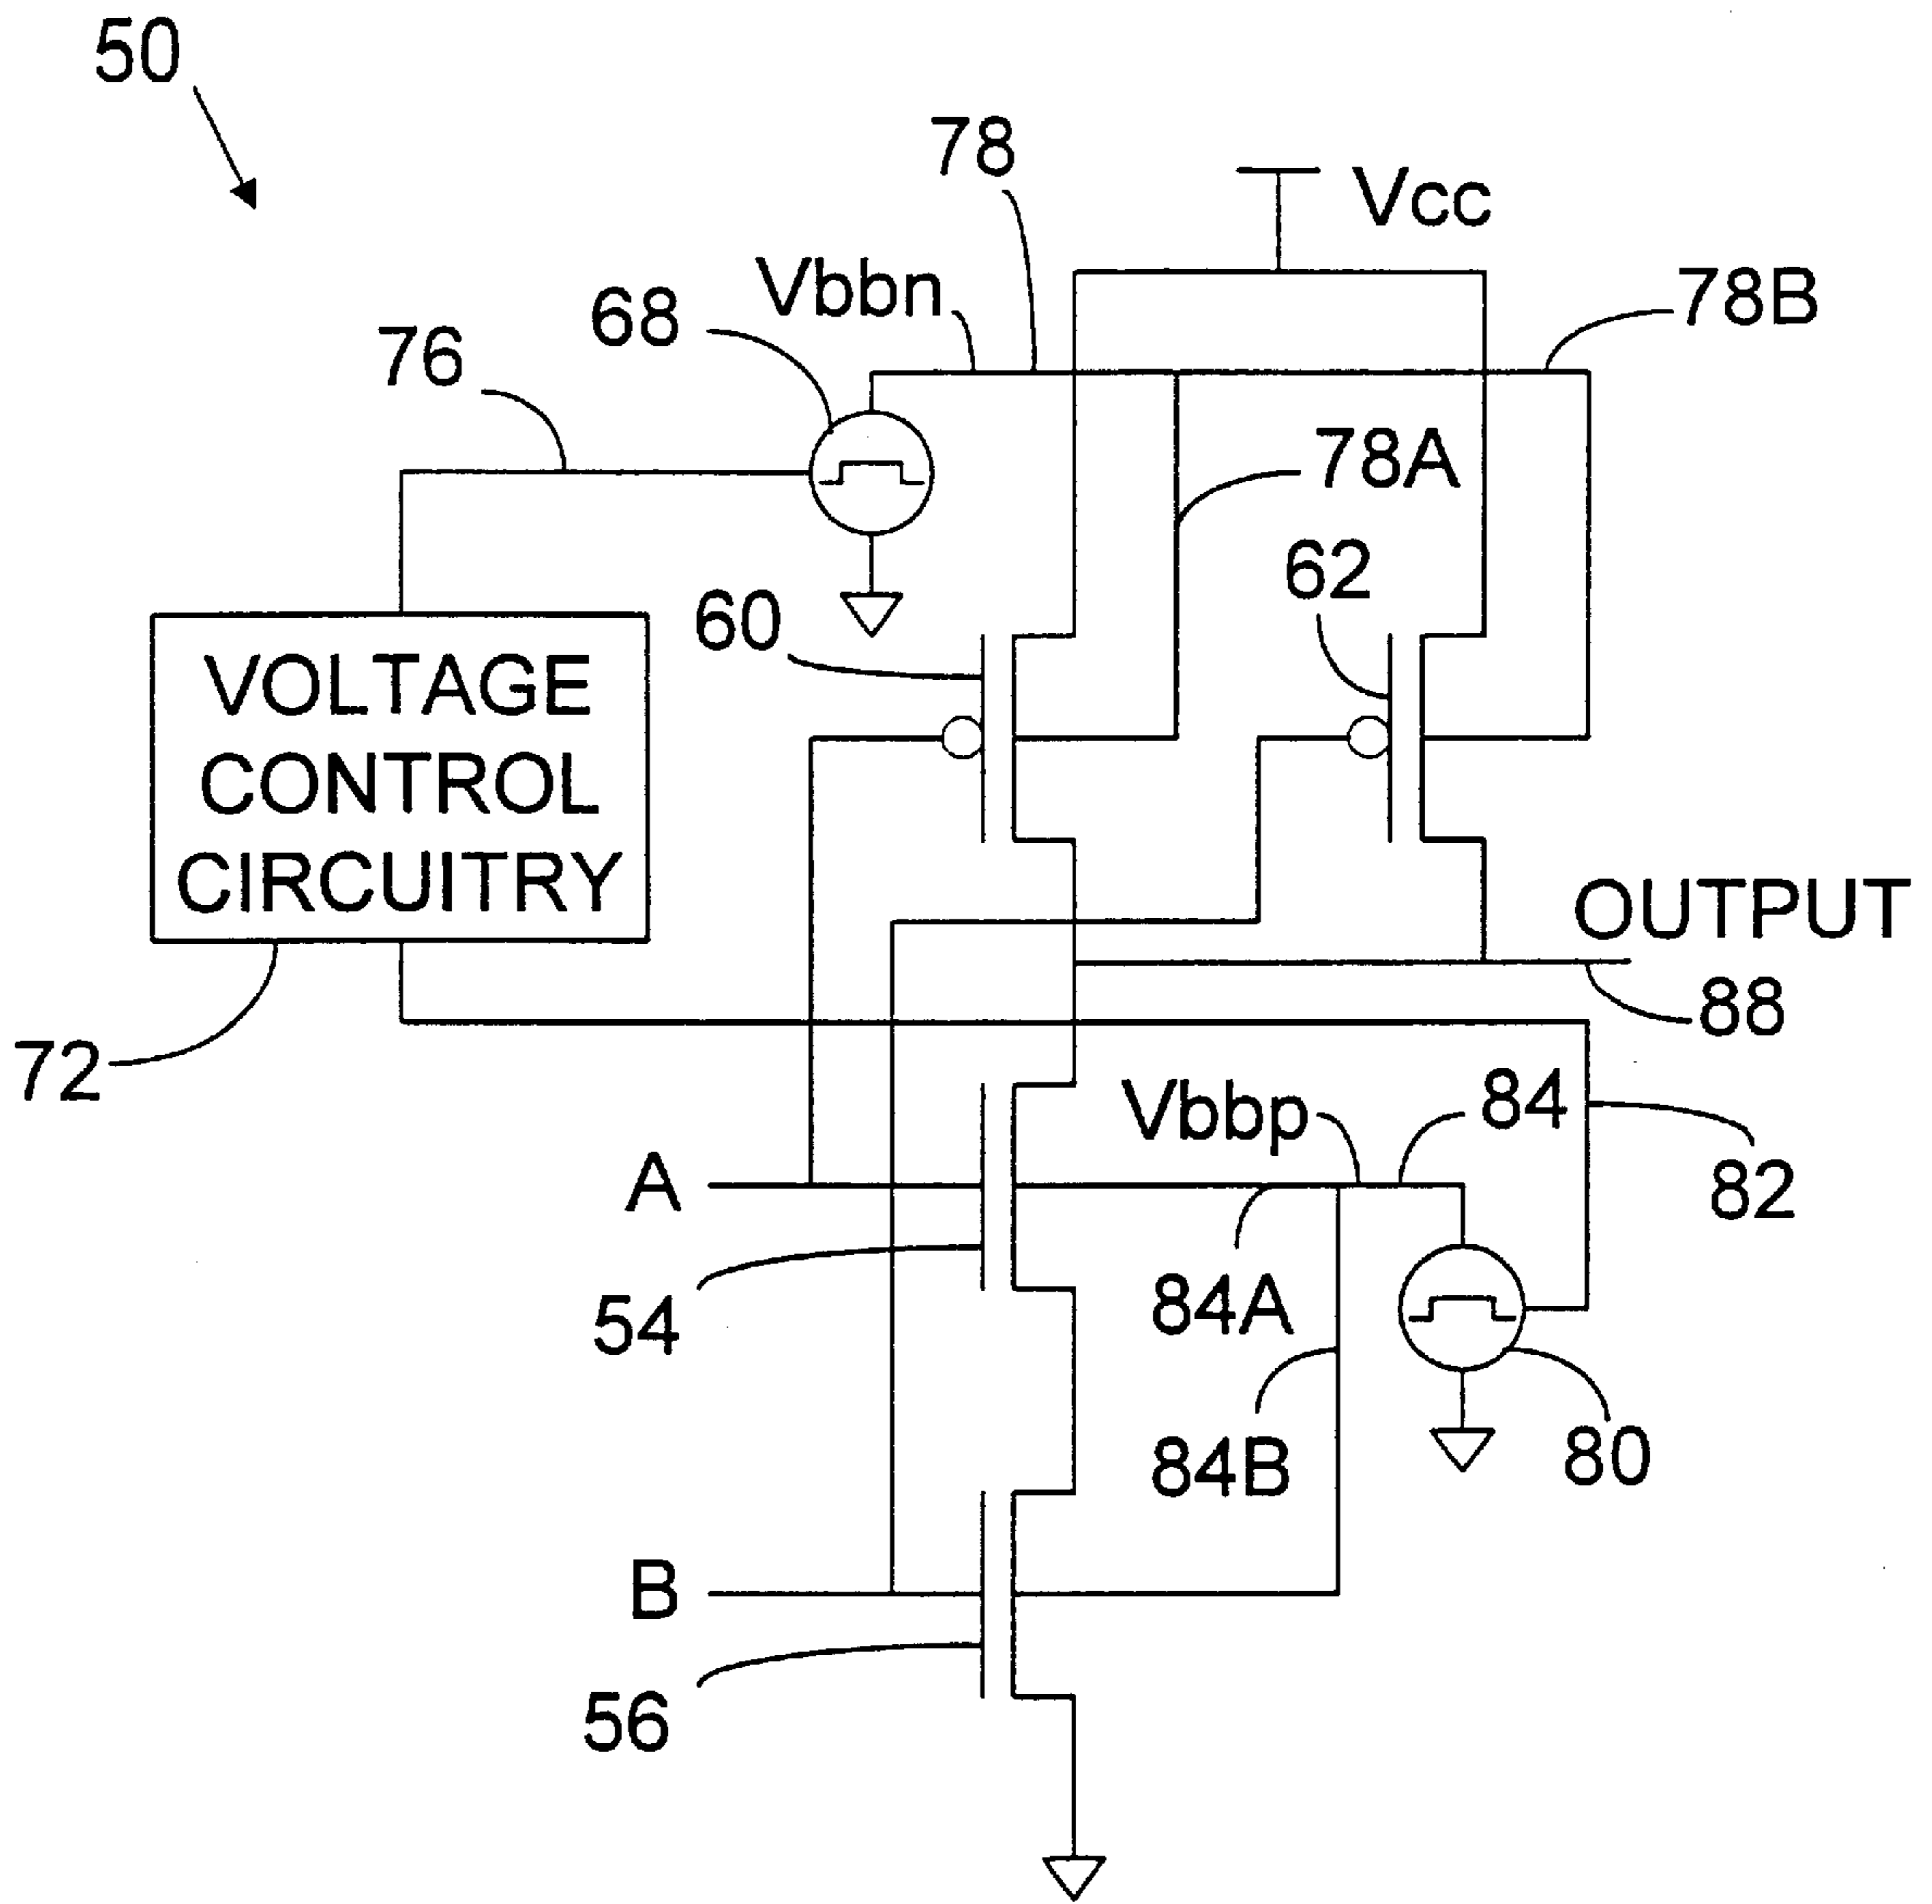 50
78
Vcc
Vbbn
78B
68
76
78A
62
60
VOLTAGE
CONTROL
CIRCUITRY
OUTPUT
88
72
Vbbp
84
A
82
84A
54
84B
80
B
56